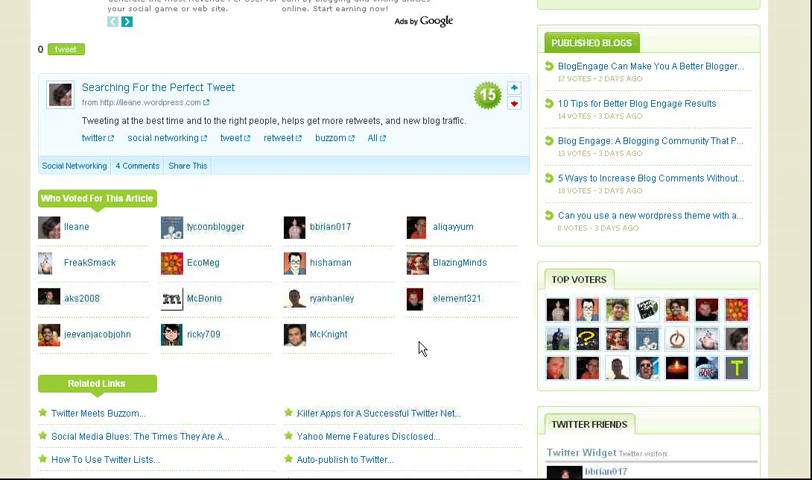 your social game or web site.
online. Start earning now!
Ads by Google
0 tweet
Searching For the Perfect Tweet
15
from http://lleane.wordpress.com
Tweeting at the best time and to the right people, helps get more retweets, and new blog traffic.
twitter social networking tweet retweet buzzom All
Social Networking 4 Comments Share This
Who Voted For This Article
Ileane tycoonblogger bbrian017 aliqayyum
FreakSmack EcoMeg hishaman BlazingMinds
aks2008 McBonio ryanhanley element321
jeevanjacobjohn ricky709 McKnight
Related Links
Twitter Meets Buzzom... Killer Apps for A Successful Twitter Net...
Social Media Blues: The Times They Are A... Yahoo Meme Features Disclosed...
How To Use Twitter Lists... Auto-publish to Twitter...
PUBLISHED BLOGS
BlogEngage Can Make You A Better Blogger...
17 VOTES - 2 DAYS AGO
10 Tips for Better Blog Engage Results
14 VOTES - 3 DAYS AGO
Blog Engage: A Blogging Community That P...
13 VOTES - 3 DAYS AGO
5 Ways to Increase Blog Comments Without...
18 VOTES - 3 DAYS AGO
Can you use a new wordpress theme with a...
8 VOTES - 3 DAYS AGO
TOP VOTERS
TWITTER FRIENDS
Twitter Widget Twitter visitors
bbrian017